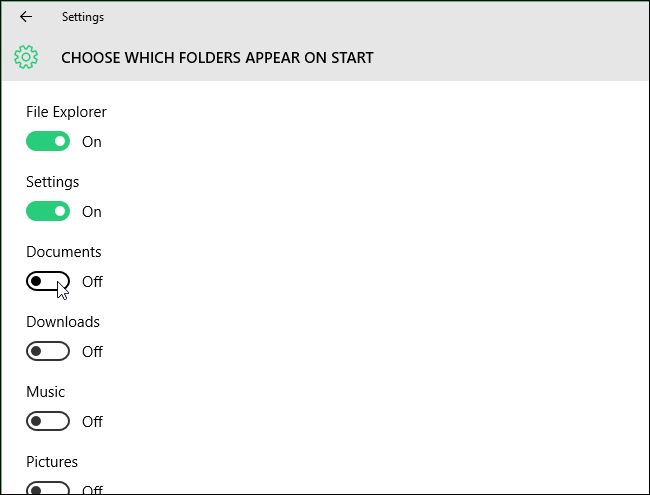 Settings
CHOOSE WHICH FOLDERS APPEAR ON START
File Explorer
On
Settings
On
Documents
Off
Downloads
Off
Music
Off
Pictures
Off